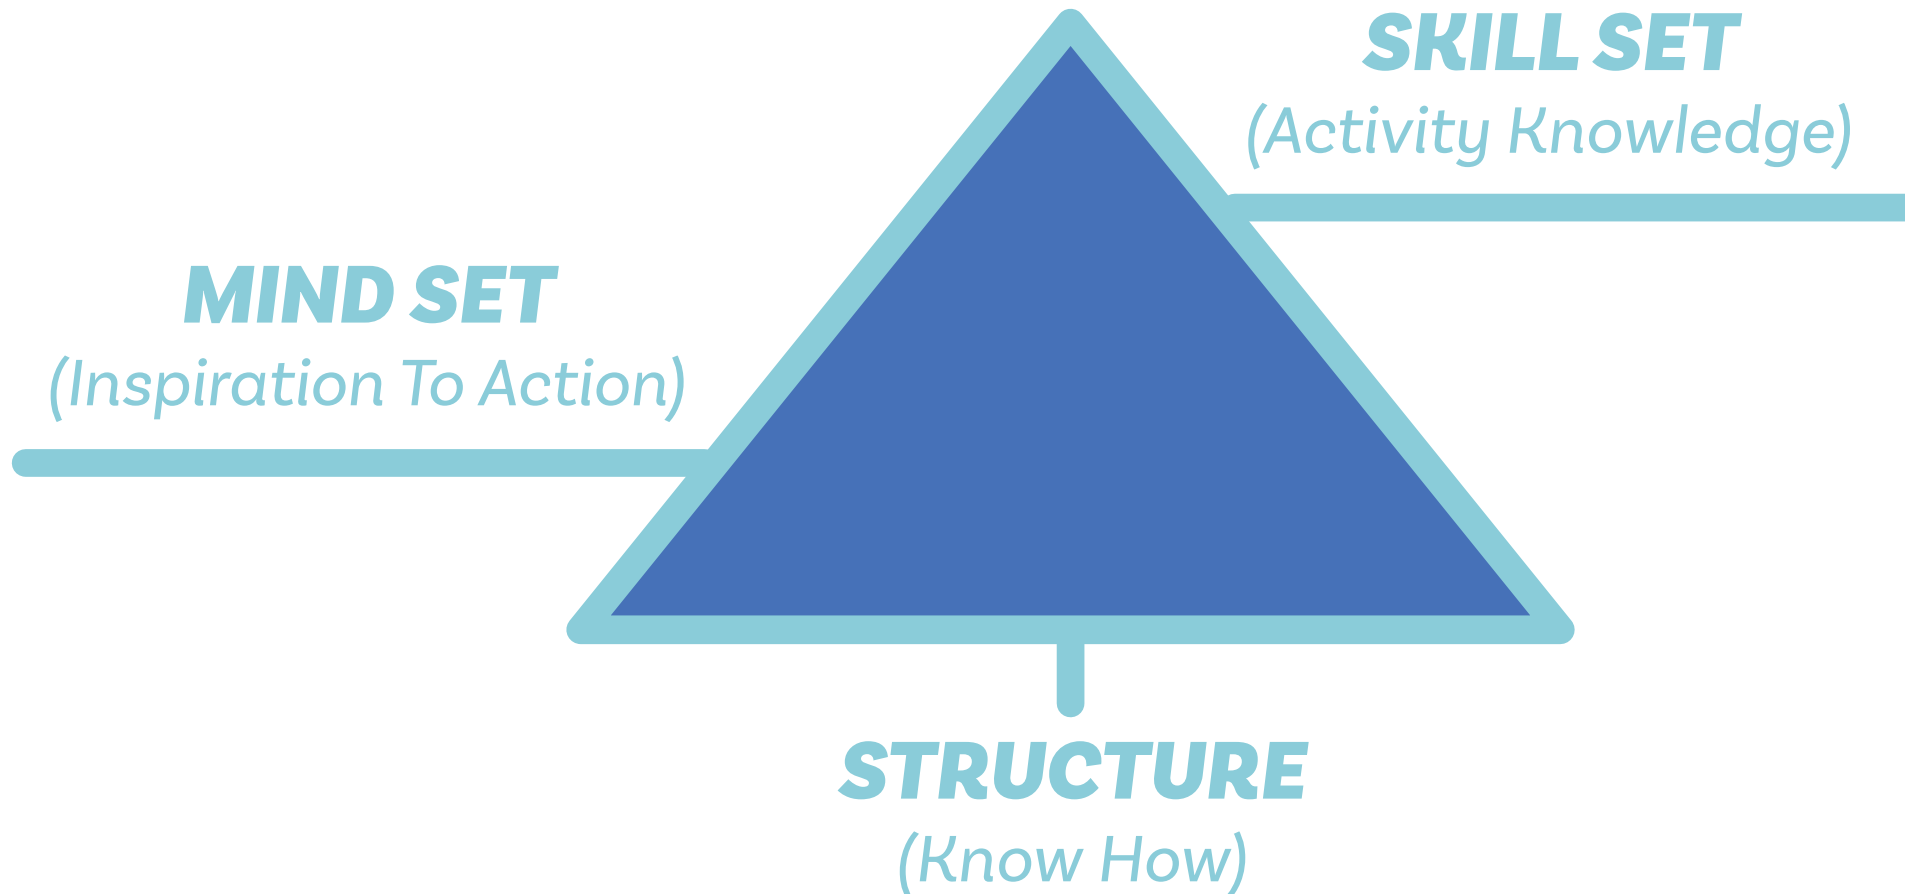 SKILL SET
(Activity Knowledge)
MIND SET
(Inspiration To Action)
STRUCTURE
(Know How)